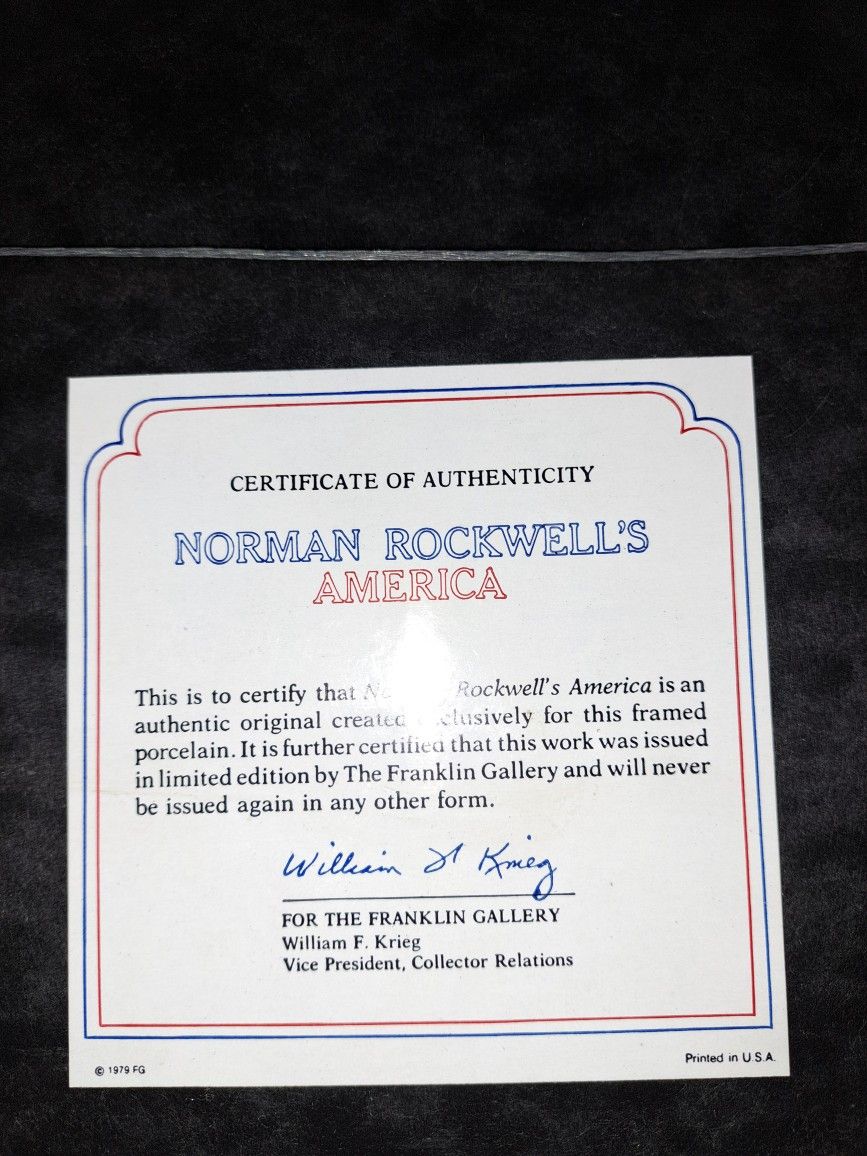 CERTIFICATE OF AUTHENTICITY
NORMAN ROCKWELL'S
AMERICA
This is to certify that Rockwell's America is an
authentic original created for this framed
porcelain. It is further certified that this work was issued
in limited edition by The Franklin Gallery and will never
be issued again in any other form.
William F Krieg
FOR THE FRANKLIN GALLERY
William F. Krieg
Vice President, Collector Relations
© 1979 FG
Printed in U.S.A.